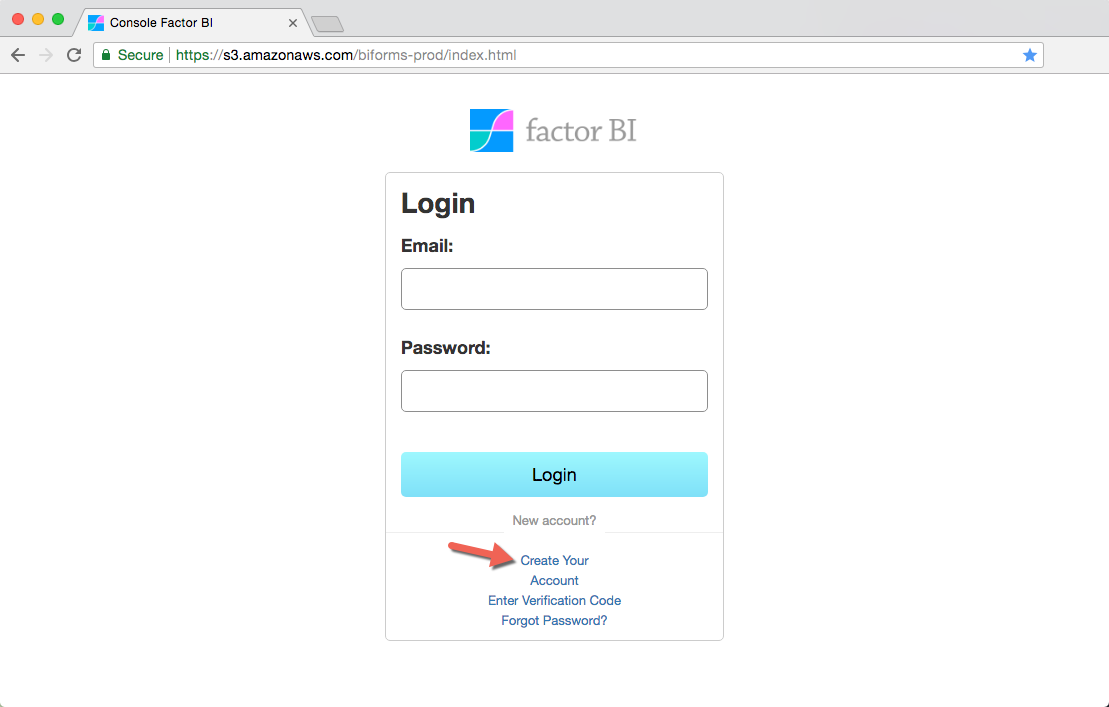 Console Factor BI
Secure https://s3.amazonaws.com/biforms-prod/index.html
factor BI
Login
Email:
Password:
Login
New account?
Create Your
Account
Enter Verification Code
Forgot Password?